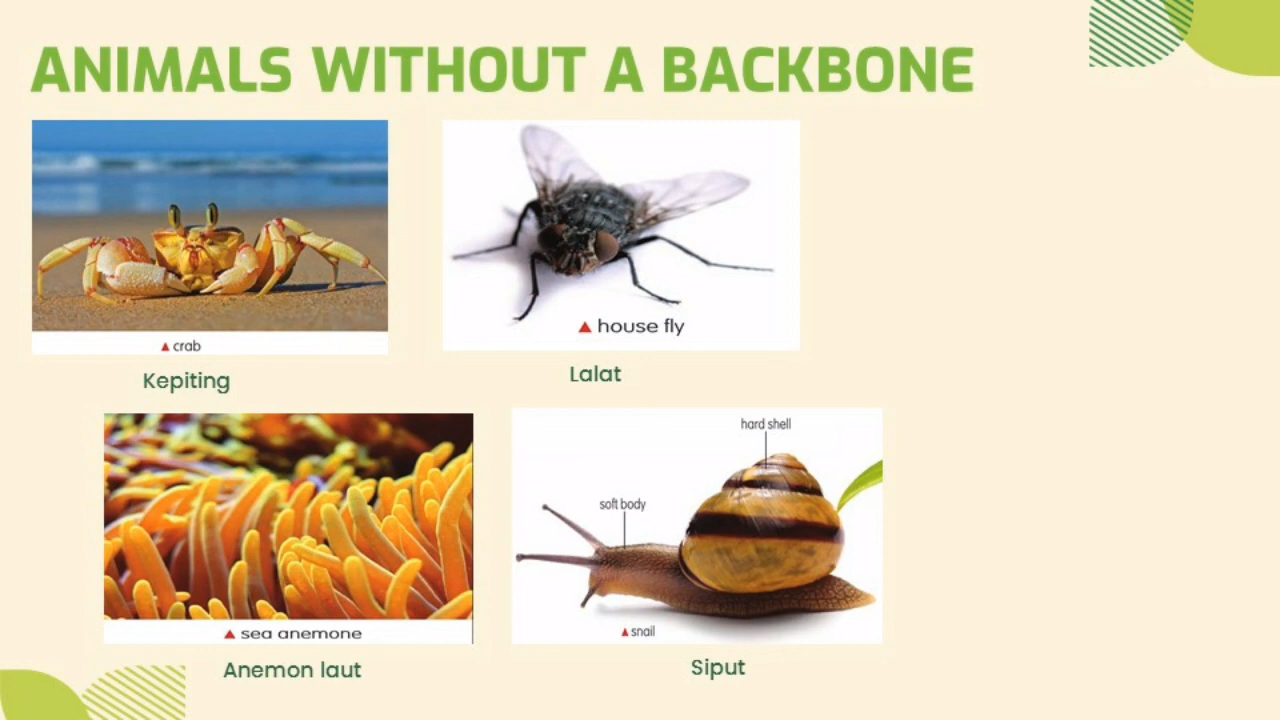 ANIMALS WITHOUT A BACKBONE
▲ crab
Kepiting
▲ house fly
Lalat
▲ sea anemone
Anemon laut
hard shell
soft body
▲ snail
Siput